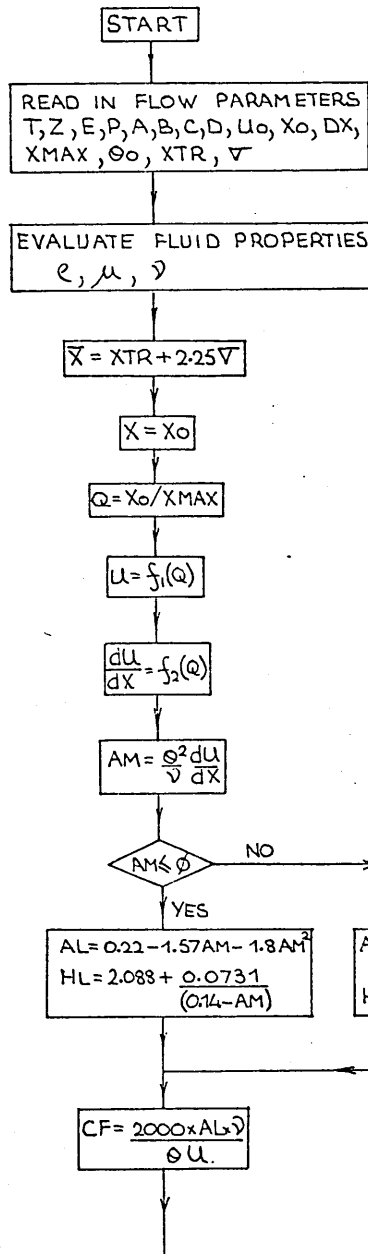 START
READ IN FLOW PARAMETERS
T, Z, E, P, A, B, C, D, U₀, X₀, DX,
XMAX, θ₀, XTR, ∇
EVALUATE FLUID PROPERTIES
ρ, μ, ν
X̄ = XTR + 2.25∇
X = X₀
Q = X₀/XMAX
U = f₁(Q)
dU/dX = f₂(Q)
AM = θ²/ν dU/dX
AM ≤ ∅
NO
YES
AL = 0.22 - 1.57AM - 1.8AM²
HL = 2.088 + 0.0731/(0.14 - AM)
A
H
CF = 2000 × AL × ν/θU.